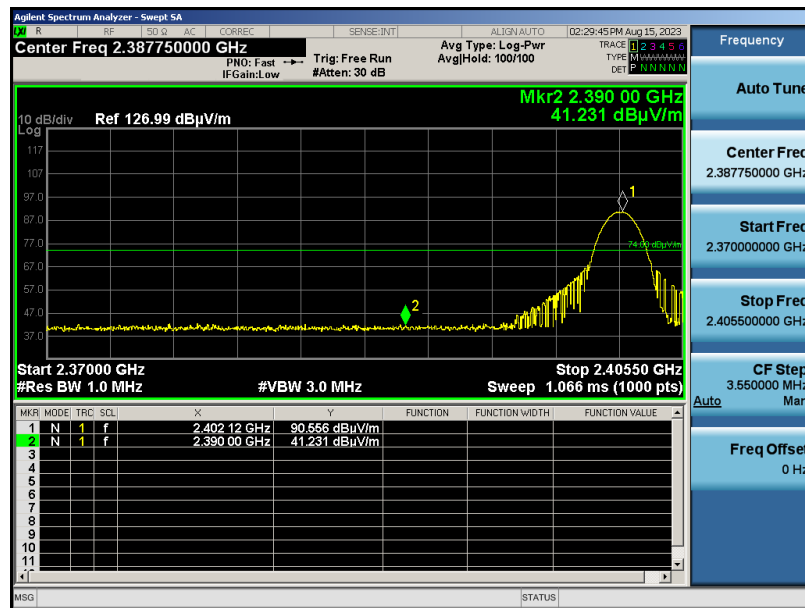 Agilent Spectrum Analyzer - Swept SA
LXI R RF 50 Ω AC CORREC SENSE:INT ALIGN AUTO 02:29:45 PM Aug 15, 2023
Center Freq 2.387750000 GHz
PNO: Fast
IFGain:Low
Trig: Free Run
#Atten: 30 dB
Avg Type: Log-Pwr
Avg|Hold: 100/100
TRACE 1 2 3 4 5 6
TYPE M WWWWW
DET P N N N N N
Mkr2 2.390 00 GHz
41.231 dBμV/m
10 dB/div Ref 126.99 dBμV/m
Log
117
107
97.0
87.0
77.0
67.0
57.0
47.0
37.0
1
74.00 dBμV/m
2
Start 2.37000 GHz Stop 2.40550 GHz
#Res BW 1.0 MHz #VBW 3.0 MHz Sweep 1.066 ms (1000 pts)
MKR MODE TRC SCL X Y FUNCTION FUNCTION WIDTH FUNCTION VALUE
1 N 1 f 2.402 12 GHz 90.556 dBμV/m
2 N 1 f 2.390 00 GHz 41.231 dBμV/m
3
4
5
6
7
8
9
10
11
MSG STATUS
Frequency
Auto Tune
Center Freq
2.387750000 GHz
Start Freq
2.370000000 GHz
Stop Freq
2.405500000 GHz
CF Step
3.550000 MHz
Auto Man
Freq Offset
0 Hz